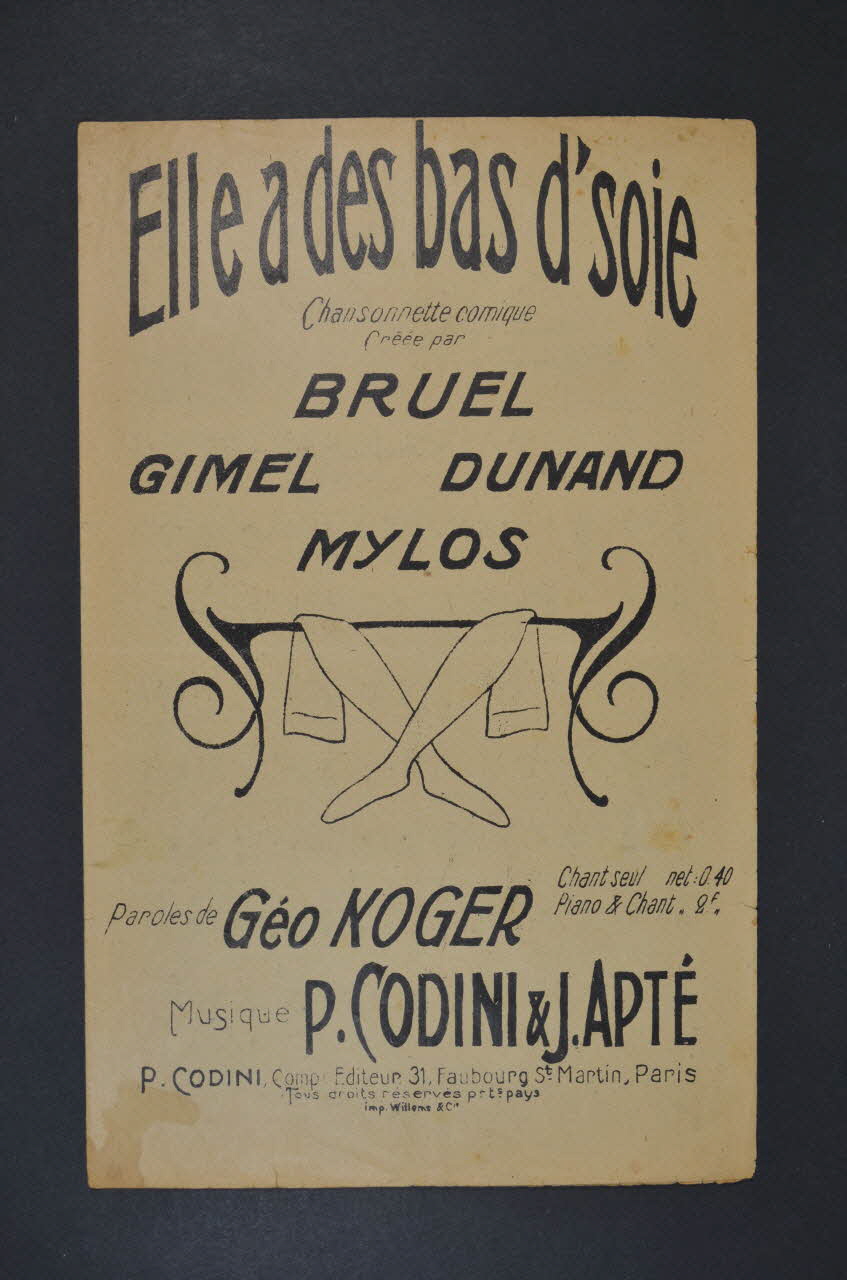 Elle a des bas d'soie
Chansonnette comique
Créée par
BRUEL
GIMEL DUNAND
MYLOS
Chant seul net: 0.40
Piano & Chant „ 2f. „
Paroles de Géo KOGER
Musique P. CODINI & J. APTÉ
P. CODINI, Comp. Editeur 31, Faubourg St Martin, Paris
Tous droits reservés pr ts pays
imp. Willems & Cie